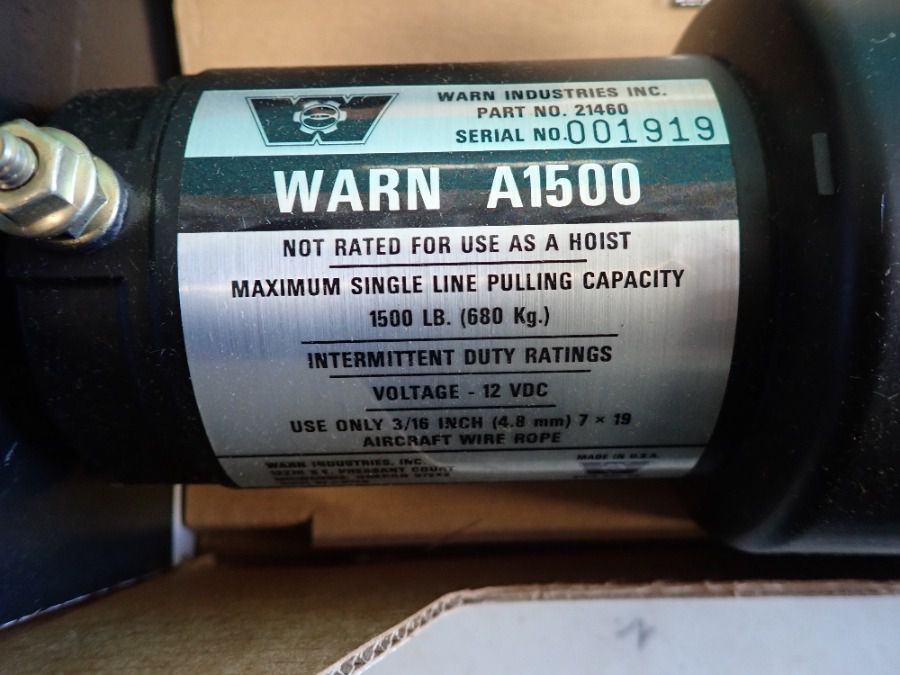 WARN INDUSTRIES INC.
PART NO. 21460
SERIAL NO. 001919
WARN A1500
NOT RATED FOR USE AS A HOIST
MAXIMUM SINGLE LINE PULLING CAPACITY
1500 LB. (680 Kg.)
INTERMITTENT DUTY RATINGS
VOLTAGE - 12 VDC
USE ONLY 3/16 INCH (4.8 mm) 7 × 19
AIRCRAFT WIRE ROPE
WARN INDUSTRIES, INC.
MADE IN U.S.A.